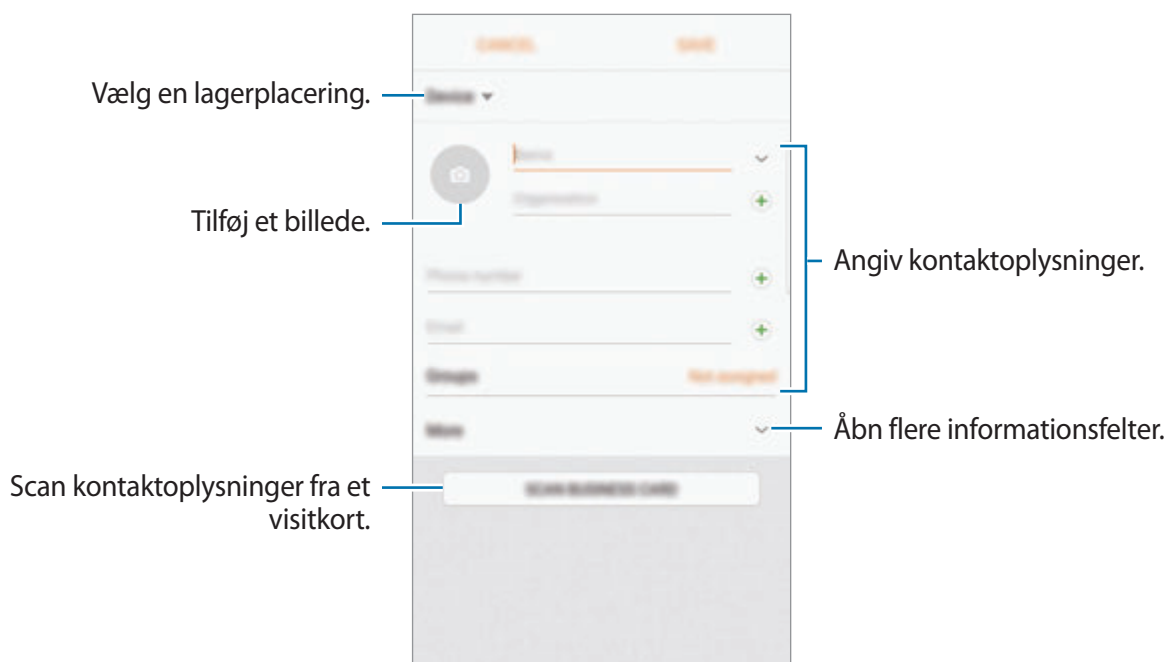 CANCEL SAVE
Vælg en lagerplacering.
Device
Name
Organization
Tilføj et billede.
Angiv kontaktoplysninger.
Phone number
Email
Groups Not assigned
More
Åbn flere informationsfelter.
Scan kontaktoplysninger fra et
visitkort.
SCAN BUSINESS CARD